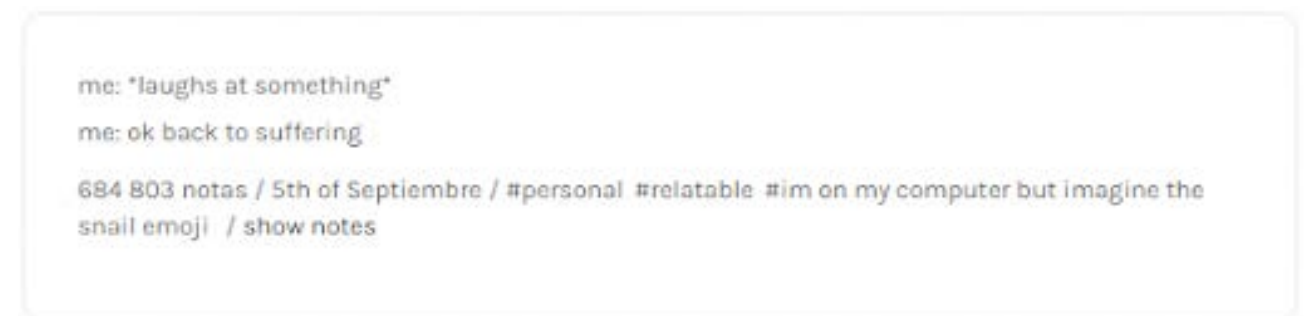 me: *laughs at something*
me: ok back to suffering
684 803 notas / 5th of Septiembre / #personal #relatable #im on my computer but imagine the
snail emoji / show notes